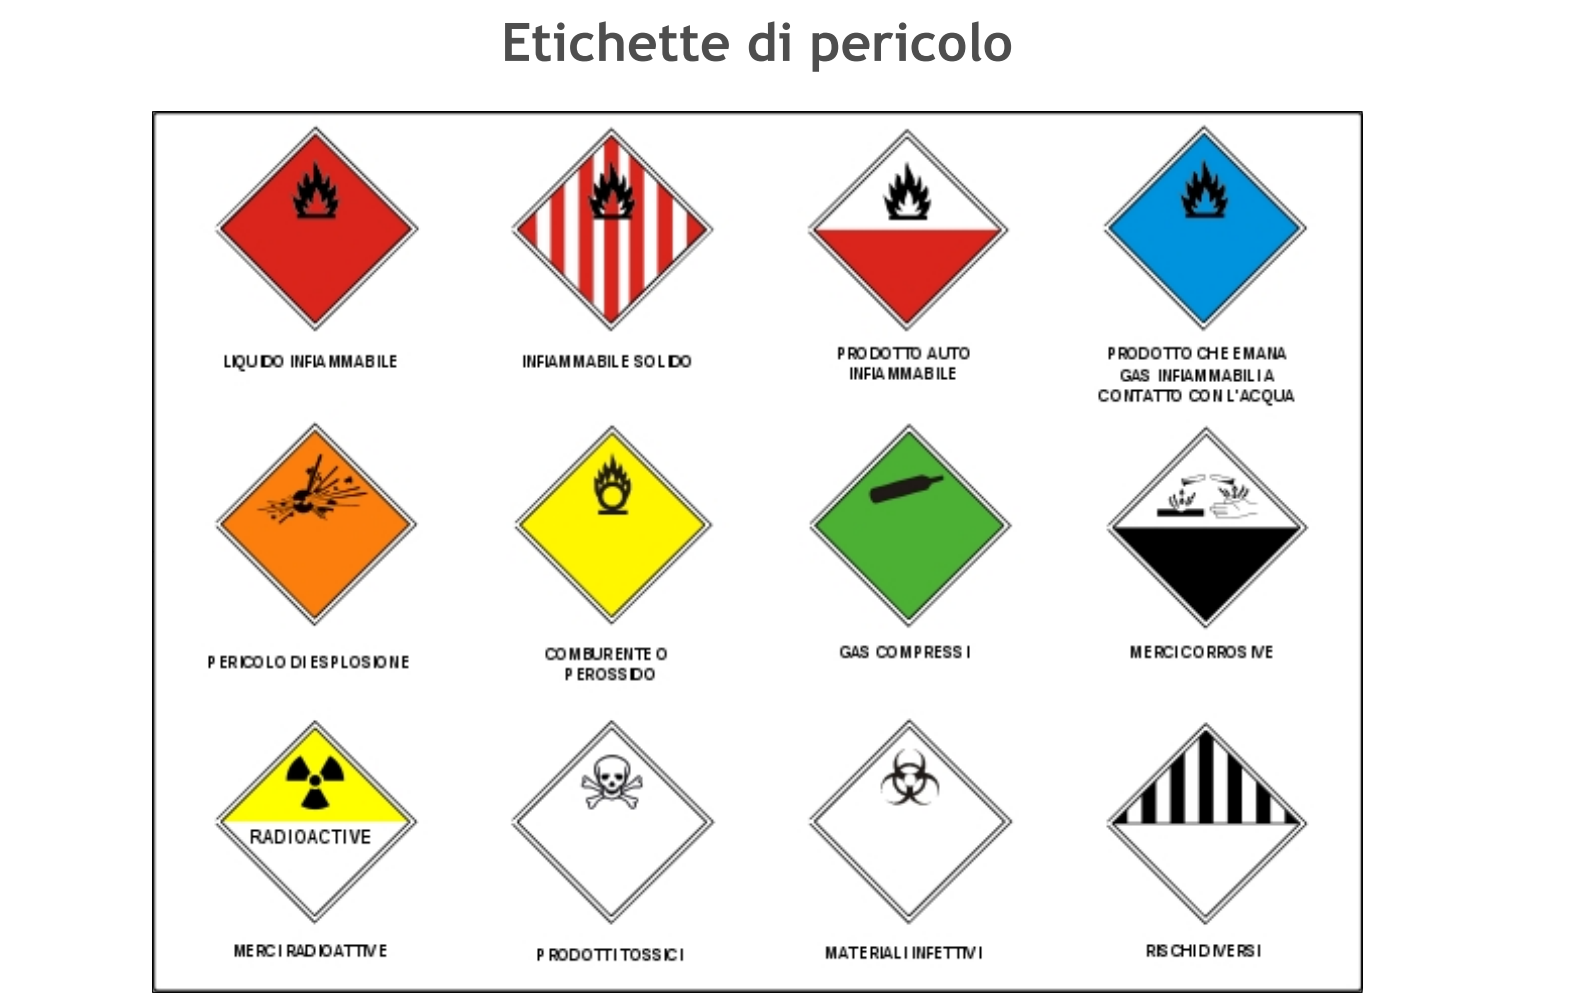 Etichette di pericolo
LIQUIDO INFIAMMABILE
INFIAMMABILE SOLIDO
PRODOTTO AUTO
INFIAMMABILE
PRODOTTO CHE EMANA
GAS INFIAMMABILI A
CONTATTO CON L'ACQUA
PERICOLO DI ESPLOSIONE
COMBURENTE O
PEROSSIDO
GAS COMPRESSI
MERCI CORROSIVE
RADIOACTIVE
MERCI RADIOATTIVE
PRODOTTI TOSSICI
MATERIALI INFETTIVI
RISCHI DIVERSI